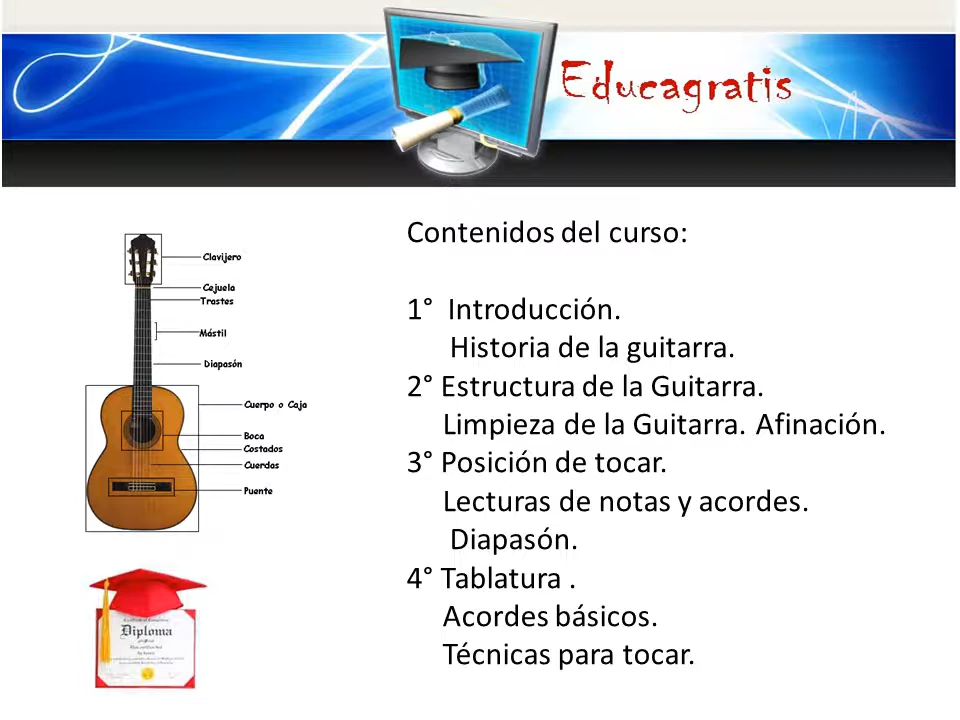 Educagratis
Contenidos del curso:
1° Introducción.
Historia de la guitarra.
2° Estructura de la Guitarra.
Limpieza de la Guitarra. Afinación.
3° Posición de tocar.
Lecturas de notas y acordes.
Diapasón.
4° Tablatura .
Acordes básicos.
Técnicas para tocar.
Clavijero
Cejuela
Trastes
Mástil
Diapasón
Cuerpo o Caja
Boca
Costados
Cuerdas
Puente
Diploma